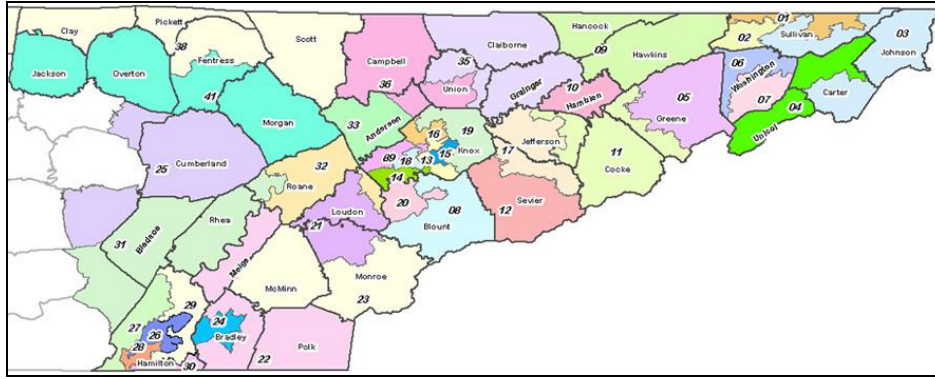 Pickett
Clay
38
Scott
Hancock
01
Sullivan
03
02
Johnson
Claiborne
09
Hawkins
Fentress
Jackson
Overton
Campbell
35
06
Washington
36
Union
Grainger
10
Hamblen
05
07
Carter
41
04
Greene
Unicoi
Morgan
33
Anderson
16
19
Jefferson
15
Knox
89
18
13
17
11
Cumberland
25
32
Roane
14
Cocke
20
12
Sevier
Rhea
Loudon
21
08
Blount
31
Bledsoe
Meigs
Monroe
McMinn
23
29
27
26
24
28
Bradley
Hamilton
30
22
Polk